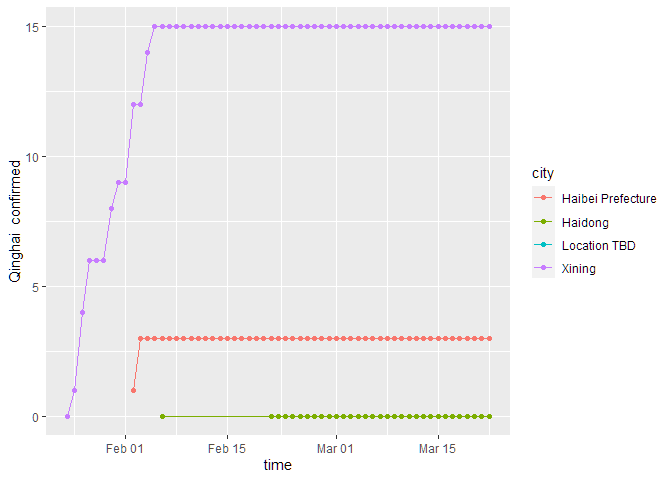 15
10
5
0
Qinghai confirmed
Feb 01
Feb 15
Mar 01
Mar 15
time
city
Haibei Prefecture
Haidong
Location TBD
Xining